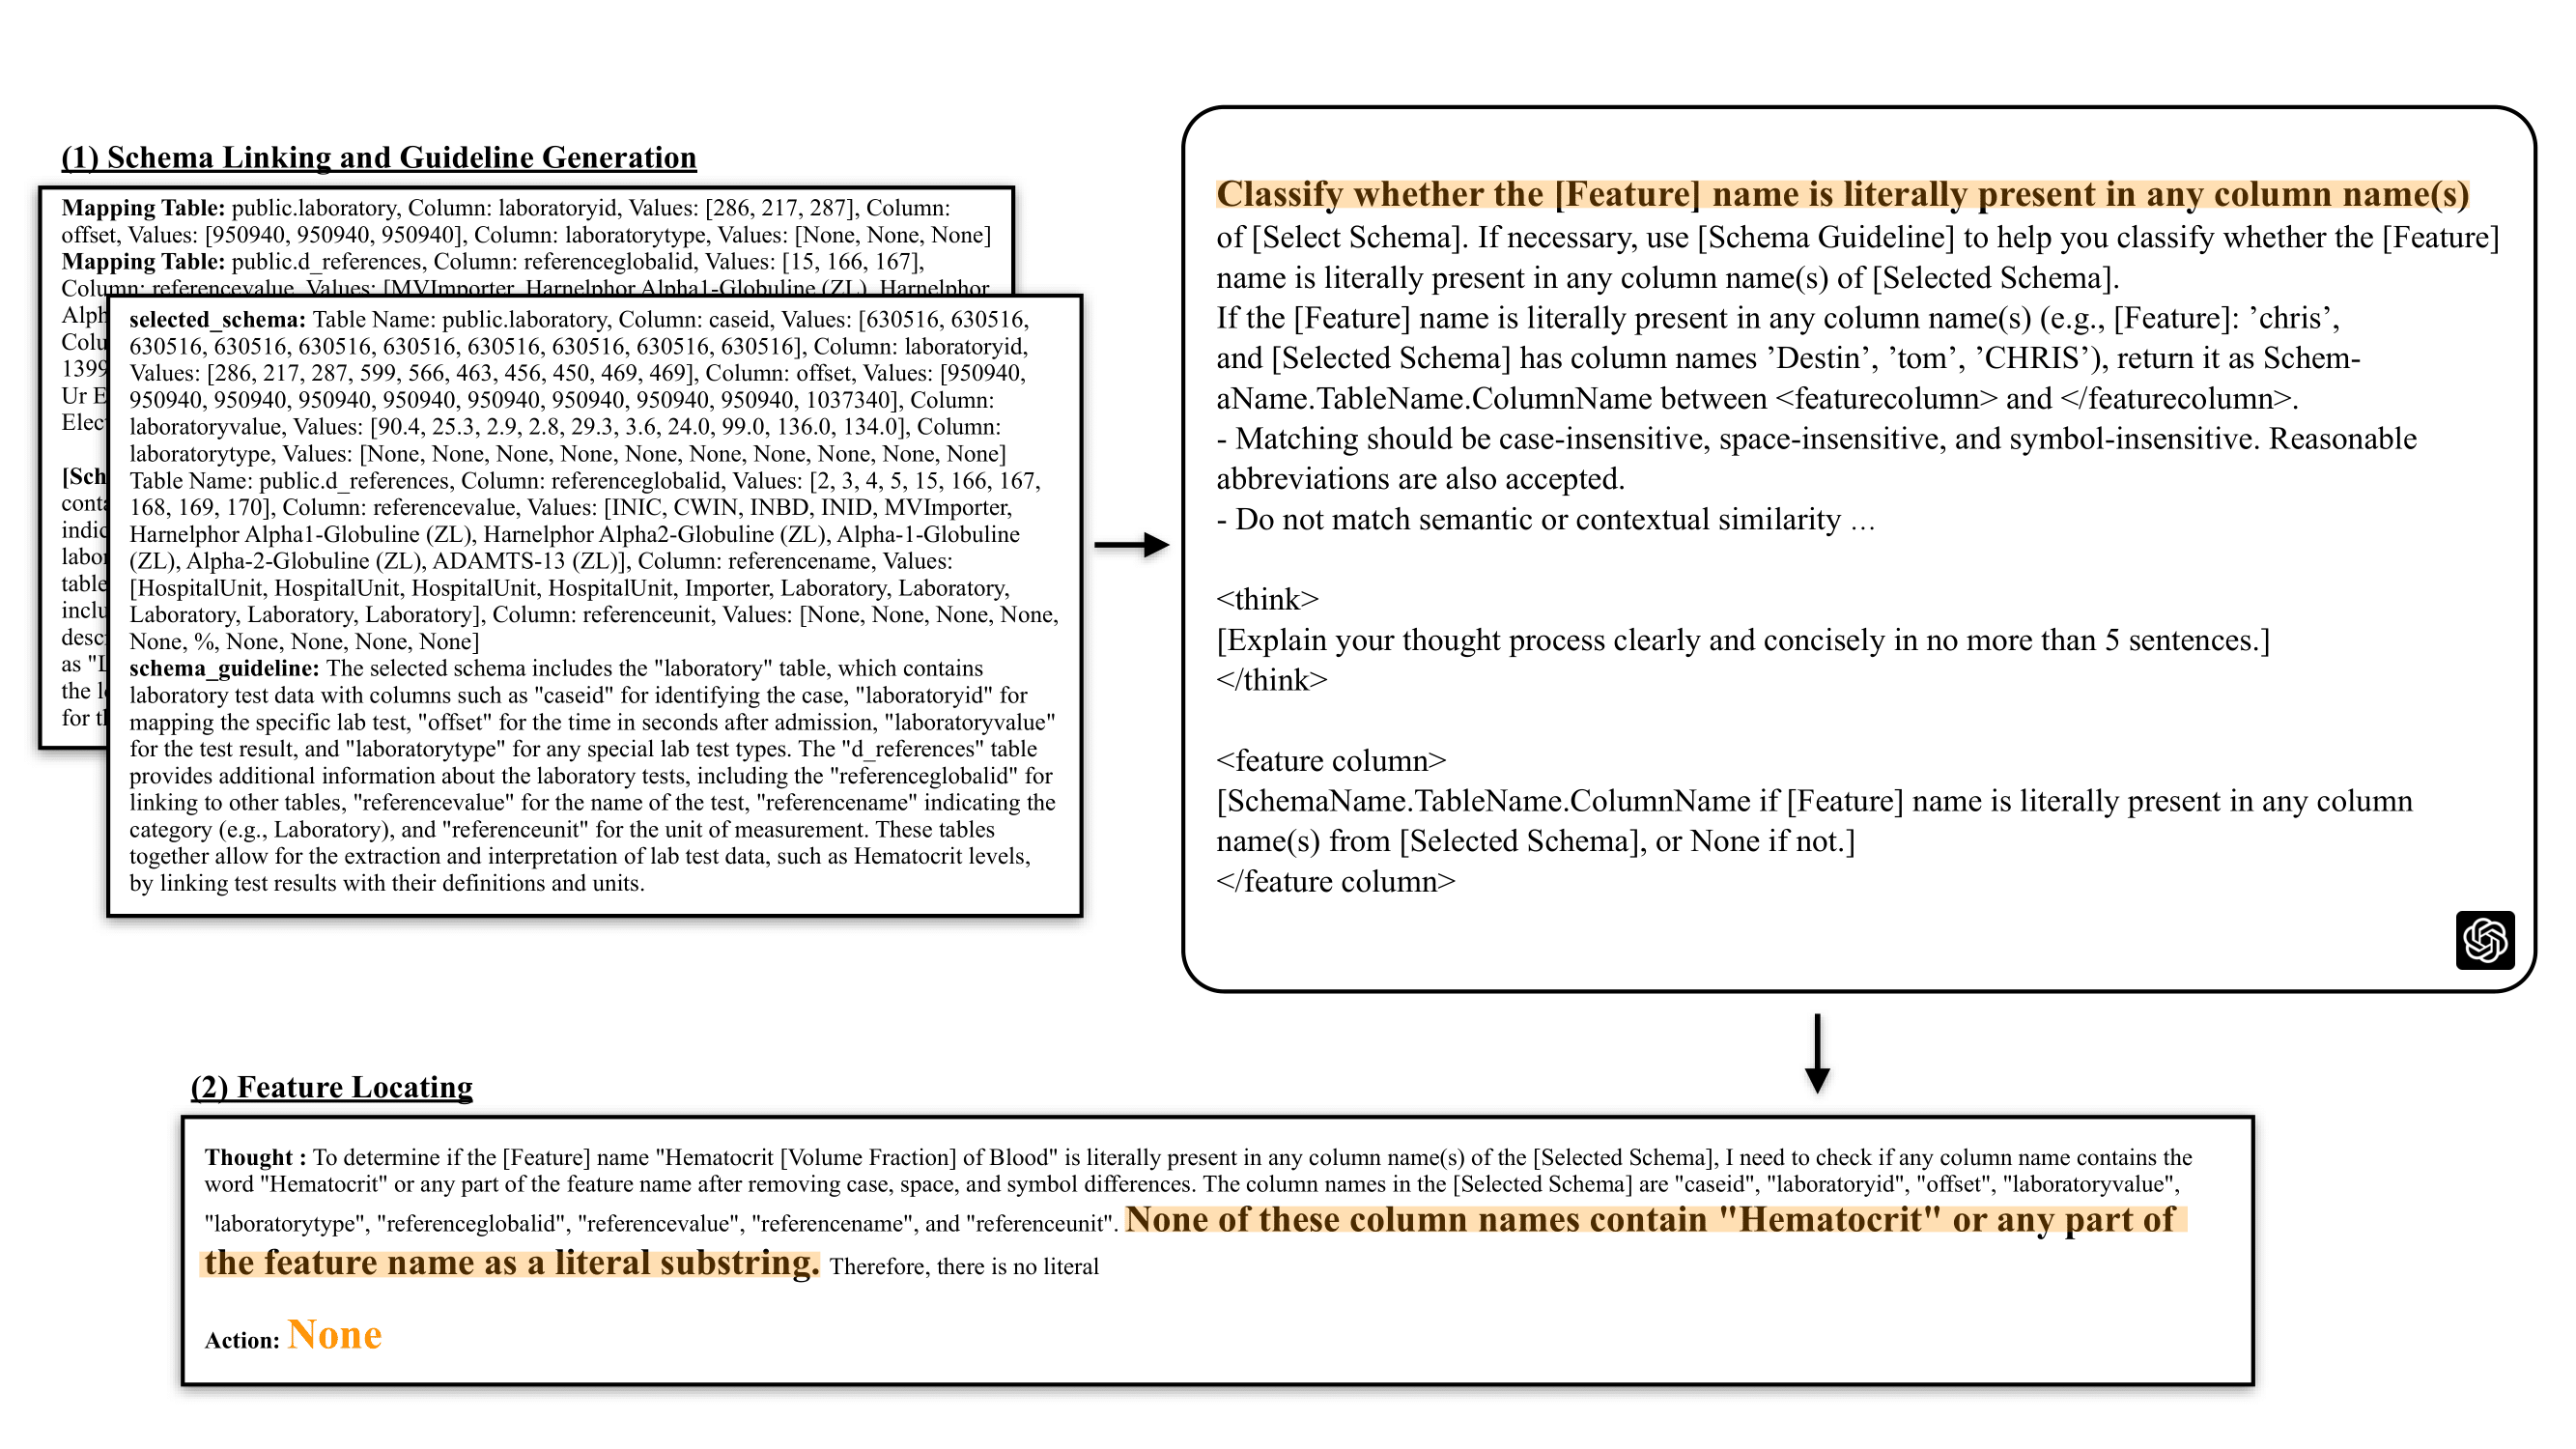 (1) Schema Linking and Guideline Generation
Mapping Table: public.laboratory, Column: laboratoryid, Values: [286, 217, 287], Column:
offset, Values: [950940, 950940, 950940], Column: laboratorytype, Values: [None, None, None]
Mapping Table: public.d_references, Column: referenceglobalid, Values: [15, 166, 167],
Column: referencevalue, Values: [MVImporter, Harnelphor Alpha1-Globuline (ZL), Harnelphor
Alph
Colu
1399
Ur E
Elec
[Sch
conta
indic
labor
table
inclu
desc
as "L
the l
for t
selected_schema: Table Name: public.laboratory, Column: caseid, Values: [630516, 630516,
630516, 630516, 630516, 630516, 630516, 630516, 630516, 630516], Column: laboratoryid,
Values: [286, 217, 287, 599, 566, 463, 456, 450, 469, 469], Column: offset, Values: [950940,
950940, 950940, 950940, 950940, 950940, 950940, 950940, 1037340], Column:
laboratoryvalue, Values: [90.4, 25.3, 2.9, 2.8, 29.3, 3.6, 24.0, 99.0, 136.0, 134.0], Column:
laboratorytype, Values: [None, None, None, None, None, None, None, None, None, None]
Table Name: public.d_references, Column: referenceglobalid, Values: [2, 3, 4, 5, 15, 166, 167,
168, 169, 170], Column: referencevalue, Values: [INIC, CWIN, INBD, INID, MVImporter,
Harnelphor Alpha1-Globuline (ZL), Harnelphor Alpha2-Globuline (ZL), Alpha-1-Globuline
(ZL), Alpha-2-Globuline (ZL), ADAMTS-13 (ZL)], Column: referencename, Values:
[HospitalUnit, HospitalUnit, HospitalUnit, HospitalUnit, Importer, Laboratory, Laboratory,
Laboratory, Laboratory, Laboratory], Column: referenceunit, Values: [None, None, None, None,
None, %, None, None, None, None]
schema_guideline: The selected schema includes the "laboratory" table, which contains
laboratory test data with columns such as "caseid" for identifying the case, "laboratoryid" for
mapping the specific lab test, "offset" for the time in seconds after admission, "laboratoryvalue"
for the test result, and "laboratorytype" for any special lab test types. The "d_references" table
provides additional information about the laboratory tests, including the "referenceglobalid" for
linking to other tables, "referencevalue" for the name of the test, "referencename" indicating the
category (e.g., Laboratory), and "referenceunit" for the unit of measurement. These tables
together allow for the extraction and interpretation of lab test data, such as Hematocrit levels,
by linking test results with their definitions and units.
Classify whether the [Feature] name is literally present in any column name(s)
of [Select Schema]. If necessary, use [Schema Guideline] to help you classify whether the [Feature]
name is literally present in any column name(s) of [Selected Schema].
If the [Feature] name is literally present in any column name(s) (e.g., [Feature]: ’chris’,
and [Selected Schema] has column names ’Destin’, ’tom’, ’CHRIS’), return it as Schem-
aName.TableName.ColumnName between <featurecolumn> and </featurecolumn>.
- Matching should be case-insensitive, space-insensitive, and symbol-insensitive. Reasonable
abbreviations are also accepted.
- Do not match semantic or contextual similarity …
<think>
[Explain your thought process clearly and concisely in no more than 5 sentences.]
</think>
<feature column>
[SchemaName.TableName.ColumnName if [Feature] name is literally present in any column
name(s) from [Selected Schema], or None if not.]
</feature column>
(2) Feature Locating
Thought : To determine if the [Feature] name "Hematocrit [Volume Fraction] of Blood" is literally present in any column name(s) of the [Selected Schema], I need to check if any column name contains the
word "Hematocrit" or any part of the feature name after removing case, space, and symbol differences. The column names in the [Selected Schema] are "caseid", "laboratoryid", "offset", "laboratoryvalue",
"laboratorytype", "referenceglobalid", "referencevalue", "referencename", and "referenceunit". None of these column names contain "Hematocrit" or any part of
the feature name as a literal substring. Therefore, there is no literal
Action: None